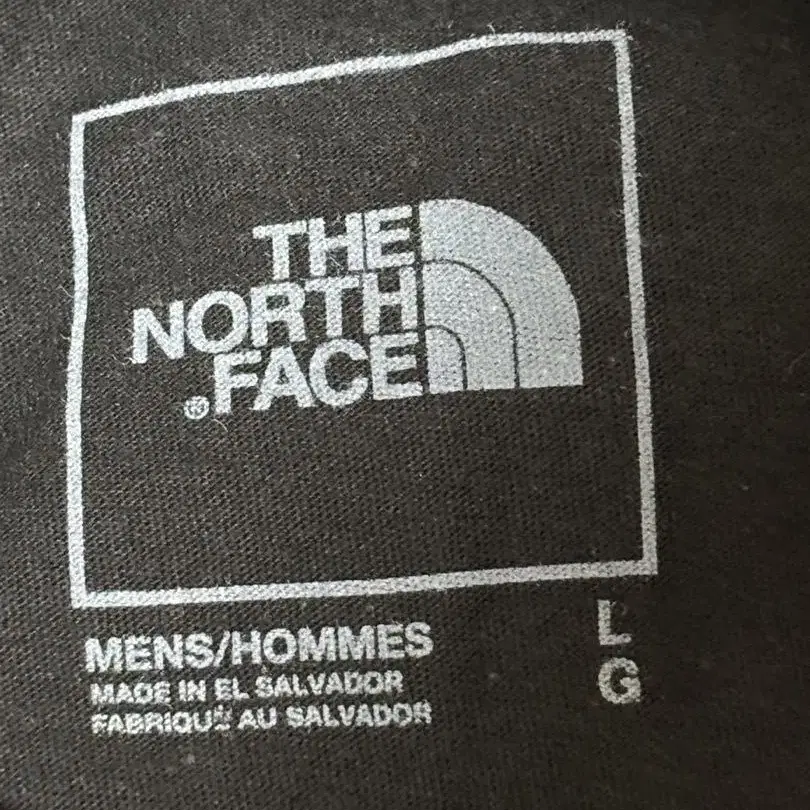 THE
NORTH
FACE
®
MENS/HOMMES
L
MADE IN EL SALVADOR
G
FABRIQUÉ AU SALVADOR